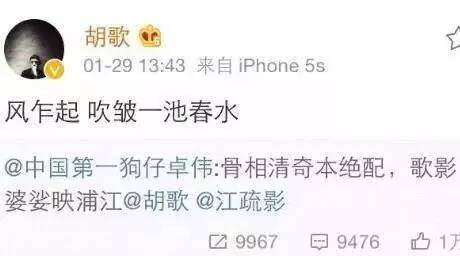 胡歌
01-29 13:43 来自 iPhone 5s
风乍起 吹皱一池春水
@中国第一狗仔卓伟:骨相清奇本绝配，歌影
婆娑映浦江@胡歌 @江疏影
9967 9476 1万